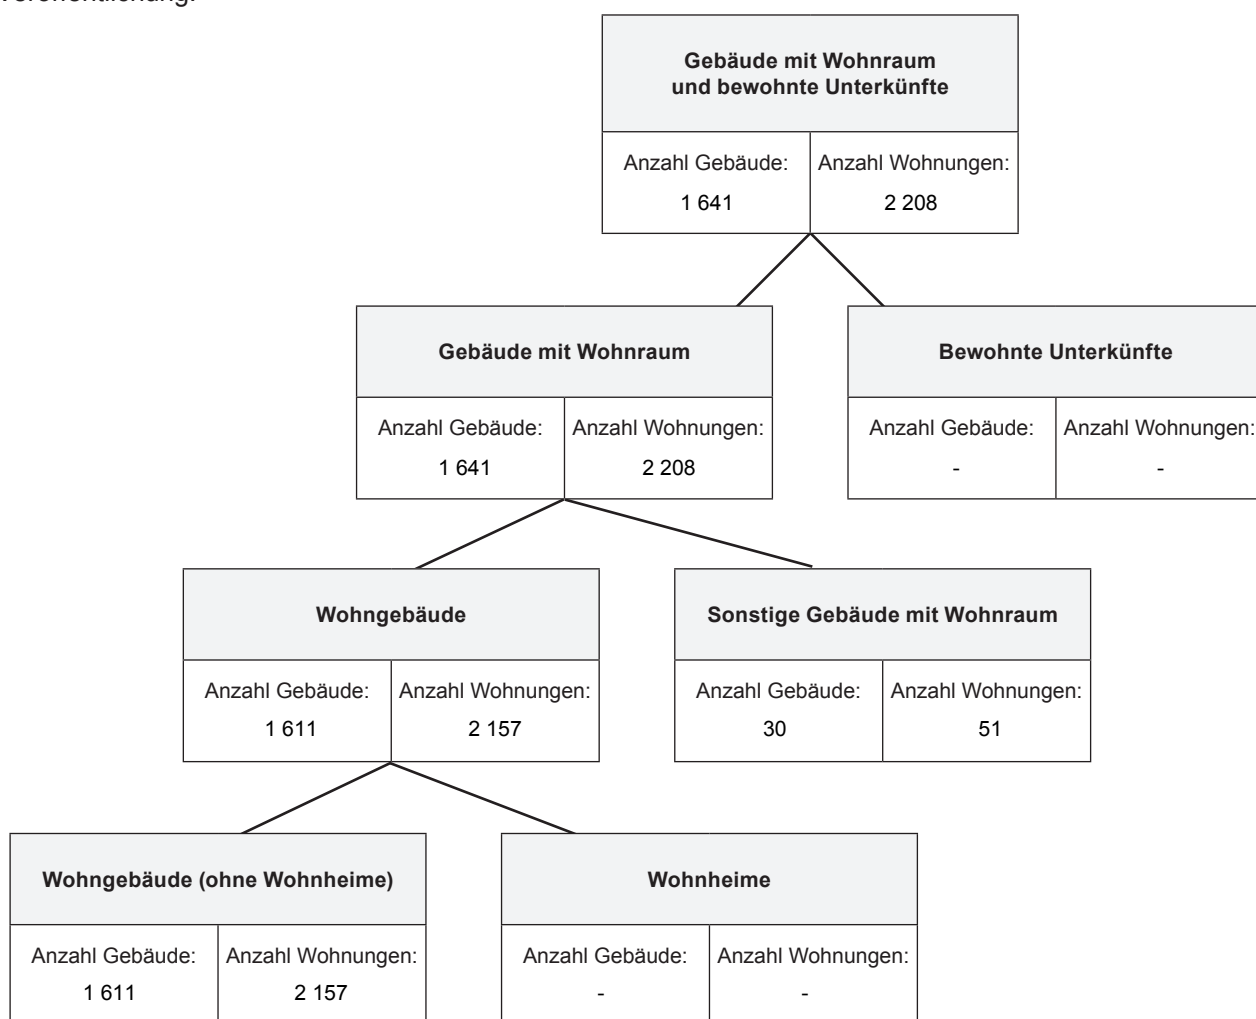 Veröffentlichung.
Gebäude mit Wohnraum
und bewohnte Unterkünfte
Anzahl Gebäude: Anzahl Wohnungen:
1 641 2 208
Gebäude mit Wohnraum Bewohnte Unterkünfte
Anzahl Gebäude: Anzahl Wohnungen: Anzahl Gebäude: Anzahl Wohnungen:
1 641 2 208 - -
Wohngebäude Sonstige Gebäude mit Wohnraum
Anzahl Gebäude: Anzahl Wohnungen: Anzahl Gebäude: Anzahl Wohnungen:
1 611 2 157 30 51
Wohngebäude (ohne Wohnheime) Wohnheime
Anzahl Gebäude: Anzahl Wohnungen: Anzahl Gebäude: Anzahl Wohnungen:
1 611 2 157 - -